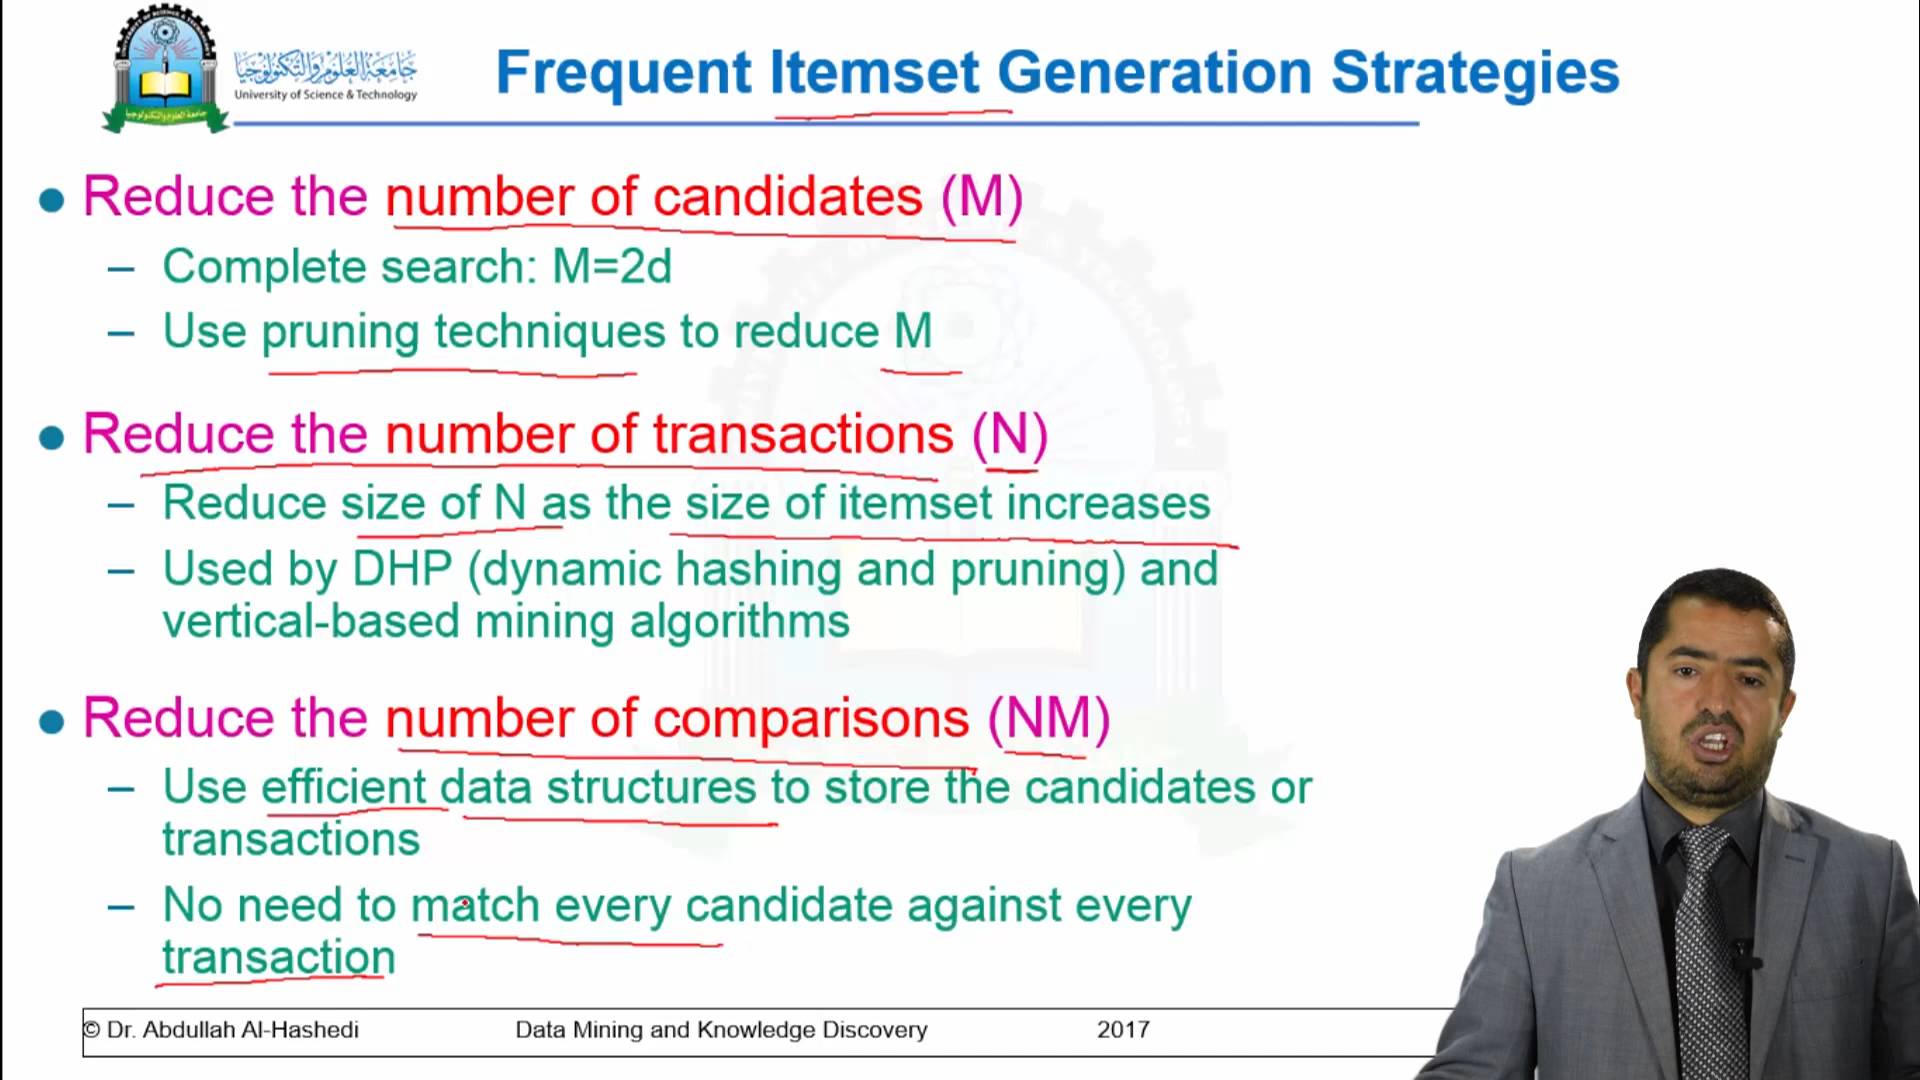 جامعة العلوم والتكنولوجيا
University of Science & Technology
Frequent Itemset Generation Strategies
● Reduce the number of candidates (M)
– Complete search: M=2d
– Use pruning techniques to reduce M
● Reduce the number of transactions (N)
– Reduce size of N as the size of itemset increases
– Used by DHP (dynamic hashing and pruning) and
vertical-based mining algorithms
● Reduce the number of comparisons (NM)
– Use efficient data structures to store the candidates or
transactions
– No need to match every candidate against every
transaction
© Dr. Abdullah Al-Hashedi Data Mining and Knowledge Discovery 2017